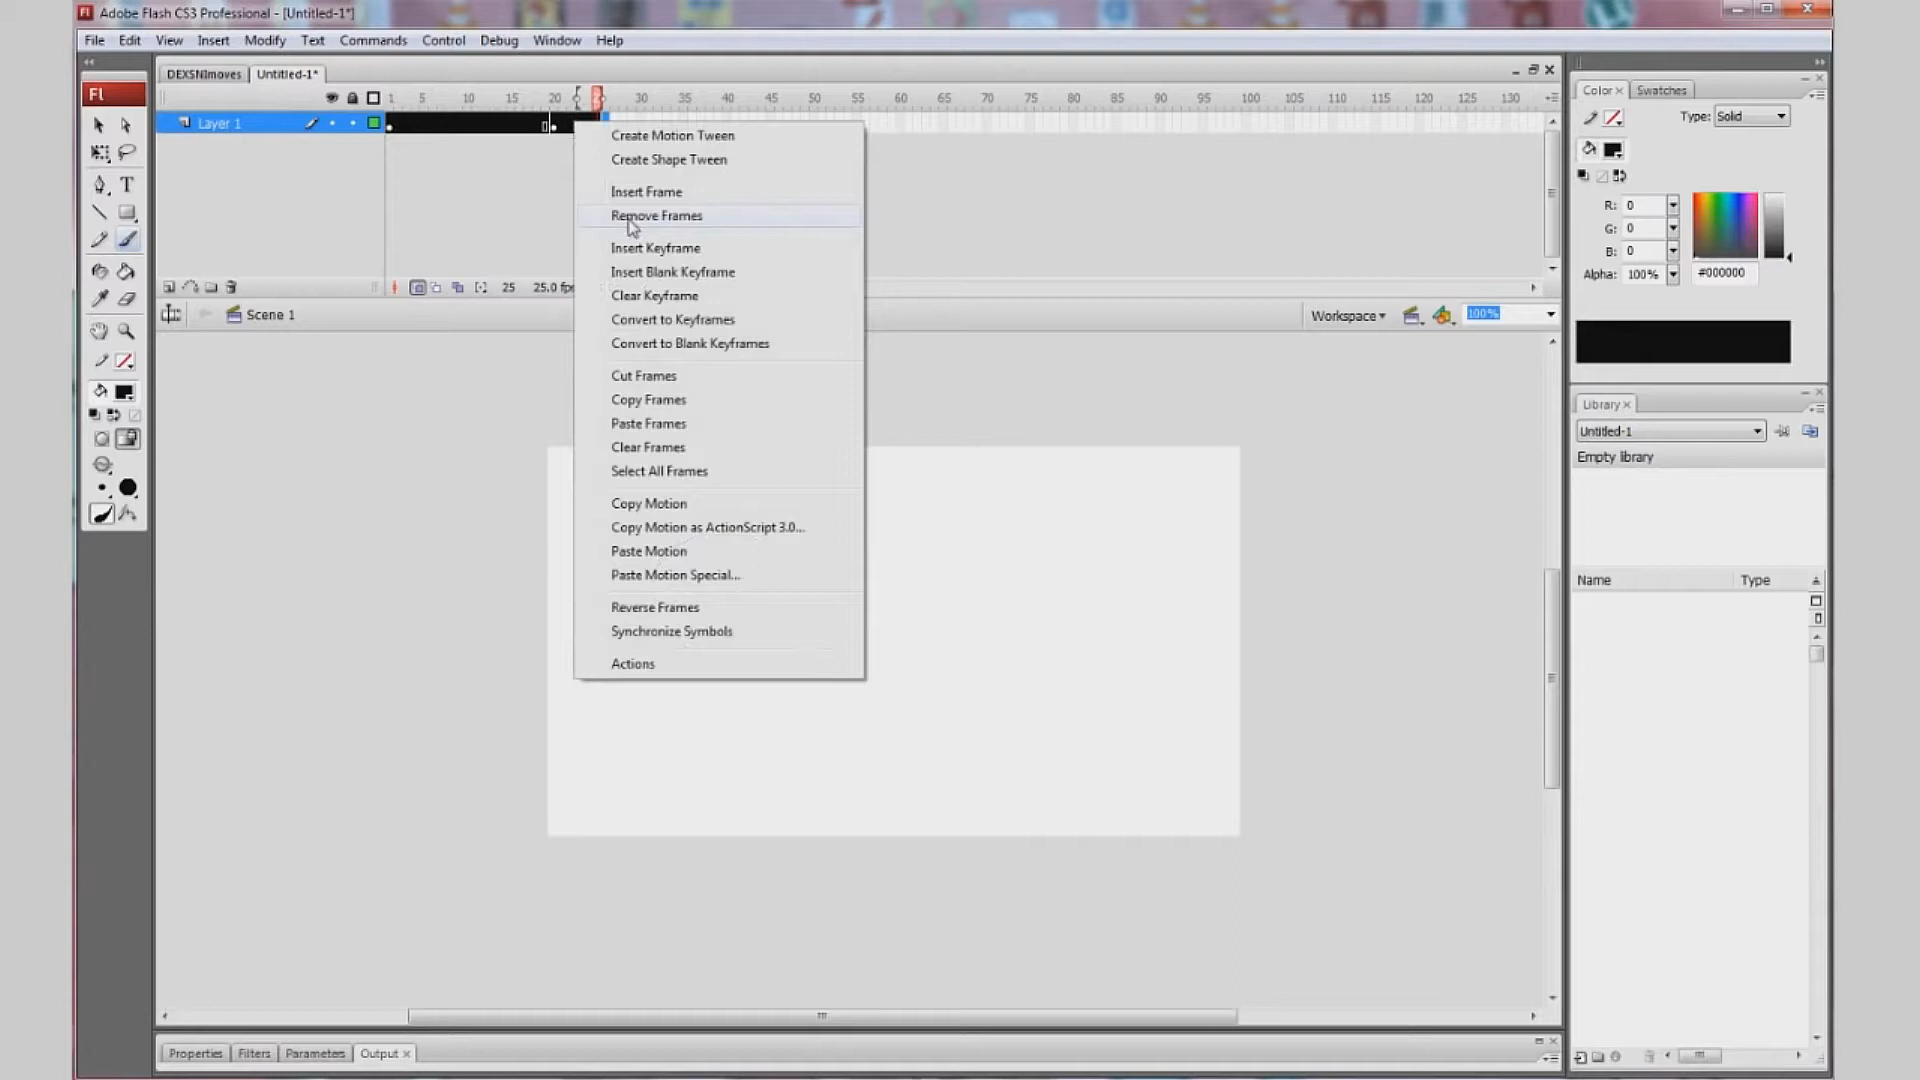 Fl Adobe Flash CS3 Professional - [Untitled-1*]
File Edit View Insert Modify Text Commands Control Debug Window Help
DEXSNImoves Untitled-1*
Fl
1 5 10 15 20 30 35 40 45 50 55 60 65 70 75 80 85 90 95 100 105 110 115 120 125 130
Layer 1
Create Motion Tween
Create Shape Tween
Insert Frame
Remove Frames
Insert Keyframe
Insert Blank Keyframe
Clear Keyframe
Convert to Keyframes
Convert to Blank Keyframes
Cut Frames
Copy Frames
Paste Frames
Clear Frames
Select All Frames
Copy Motion
Copy Motion as ActionScript 3.0...
Paste Motion
Paste Motion Special...
Reverse Frames
Synchronize Symbols
Actions
25 25.0 fps
Scene 1
Workspace
100%
T
Color Swatches
Type: Solid
R: 0
G: 0
B: 0
Alpha: 100% #000000
Library
Untitled-1
Empty library
Name Type
Properties Filters Parameters Output